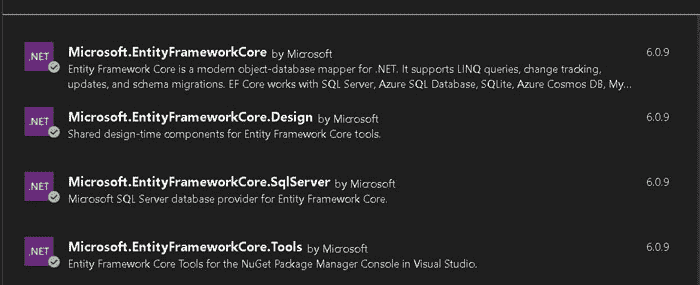 .NET Microsoft.EntityFrameworkCore by Microsoft 6.0.9
Entity Framework Core is a modern object-database mapper for .NET. It supports LINQ queries, change tracking,
updates, and schema migrations. EF Core works with SQL Server, Azure SQL Database, SQLite, Azure Cosmos DB, My...
.NET Microsoft.EntityFrameworkCore.Design by Microsoft 6.0.9
Shared design-time components for Entity Framework Core tools.
.NET Microsoft.EntityFrameworkCore.SqlServer by Microsoft 6.0.9
Microsoft SQL Server database provider for Entity Framework Core.
.NET Microsoft.EntityFrameworkCore.Tools by Microsoft 6.0.9
Entity Framework Core Tools for the NuGet Package Manager Console in Visual Studio.